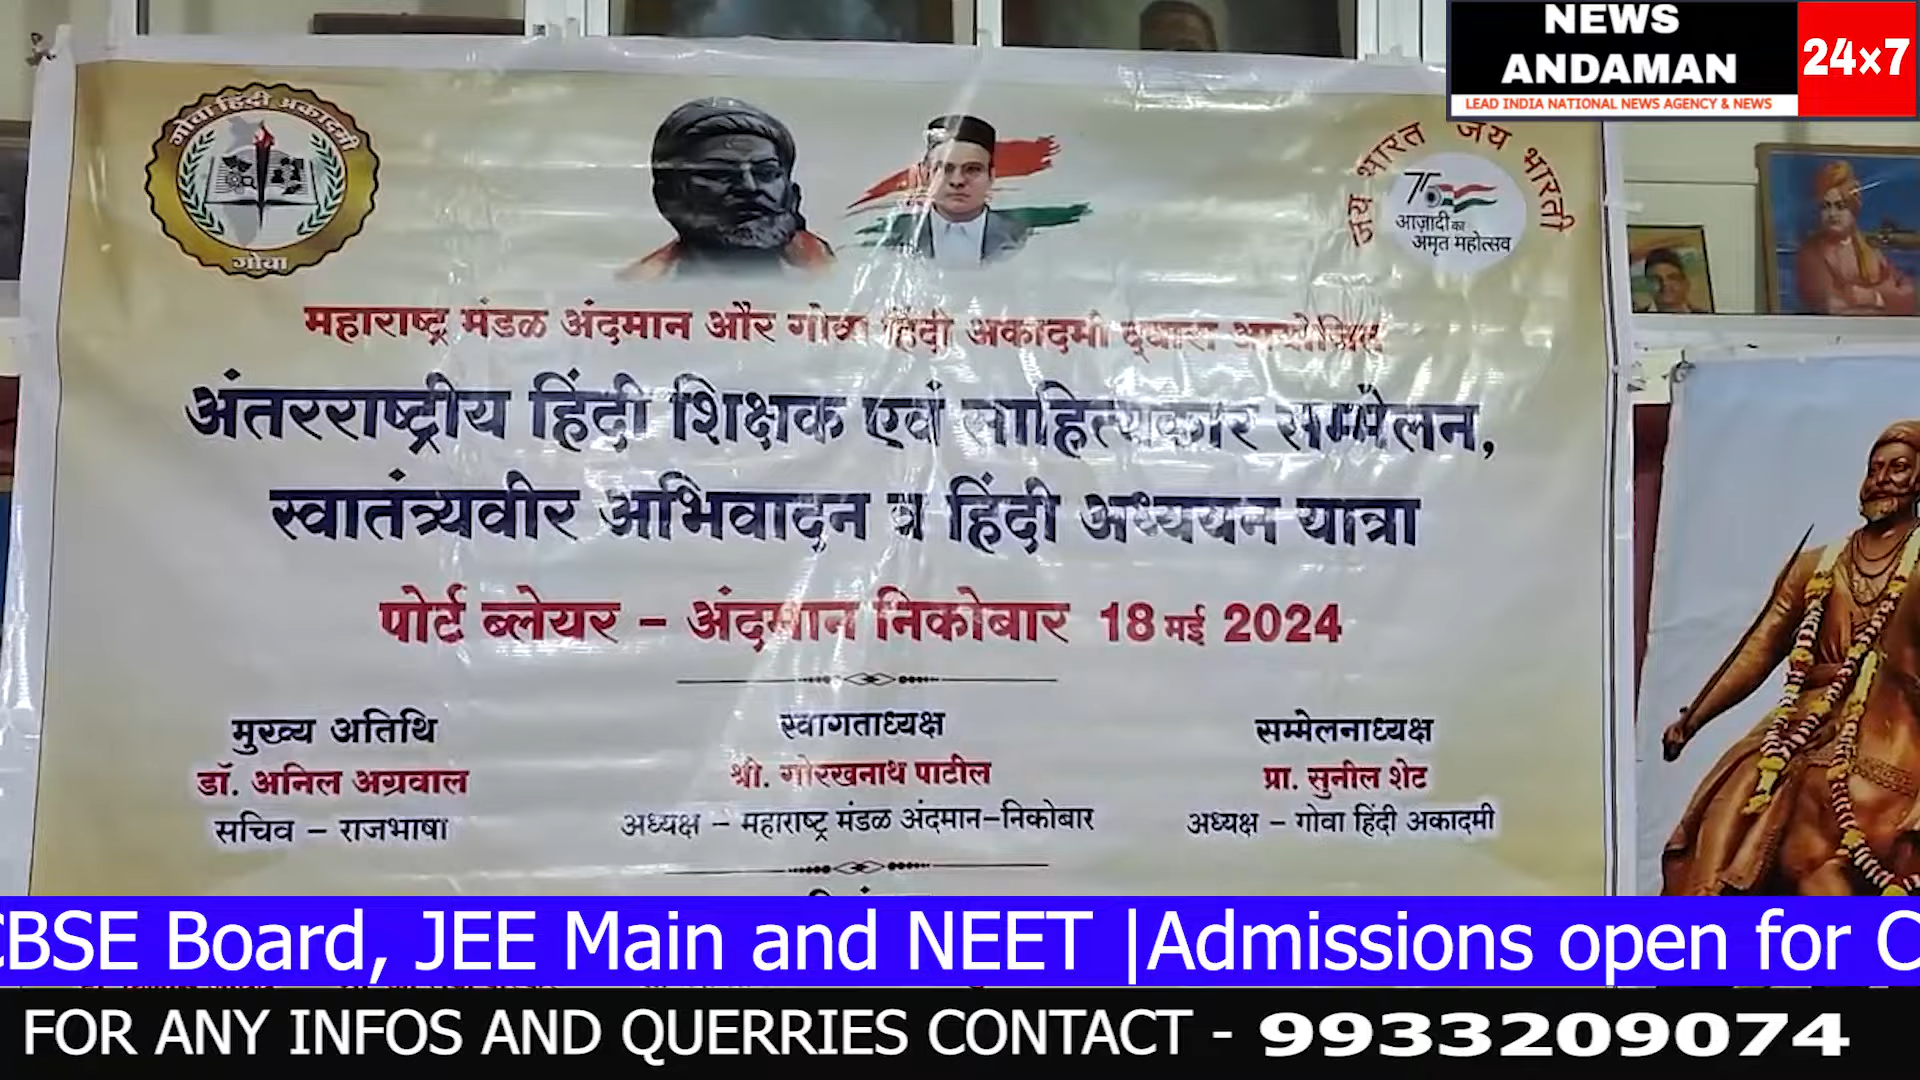 NEWS
ANDAMAN
24×7
LEAD INDIA NATIONAL NEWS AGENCY & NEWS
गोवा हिंदी अकादमी
गोवा
जय भारत जय भारती
75
आज़ादी का
अमृत महोत्सव
महाराष्ट्र मंडळ अंदमान और गोवा हिंदी अकादमी द्वारा आयोजित
अंतरराष्ट्रीय हिंदी शिक्षक एवं साहित्यकार सम्मेलन,
स्वातंत्र्यवीर अभिवादन व हिंदी अध्ययन यात्रा
पोर्ट ब्लेयर – अंदमान निकोबार 18 मई 2024
मुख्य अतिथि
डॉ. अनिल अग्रवाल
सचिव – राजभाषा
स्वागताध्यक्ष
श्री. गोरखनाथ पाटील
अध्यक्ष – महाराष्ट्र मंडळ अंदमान–निकोबार
सम्मेलनाध्यक्ष
प्रा. सुनील शेट
अध्यक्ष – गोवा हिंदी अकादमी
CBSE Board, JEE Main and NEET |Admissions open for C
FOR ANY INFOS AND QUERRIES CONTACT - 9933209074